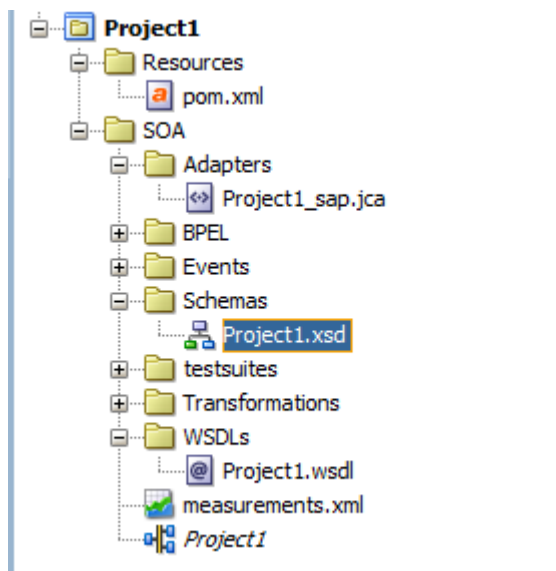 Project1
Resources
pom.xml
SOA
Adapters
Project1_sap.jca
BPEL
Events
Schemas
Project1.xsd
testsuites
Transformations
WSDLs
Project1.wsdl
measurements.xml
Project1